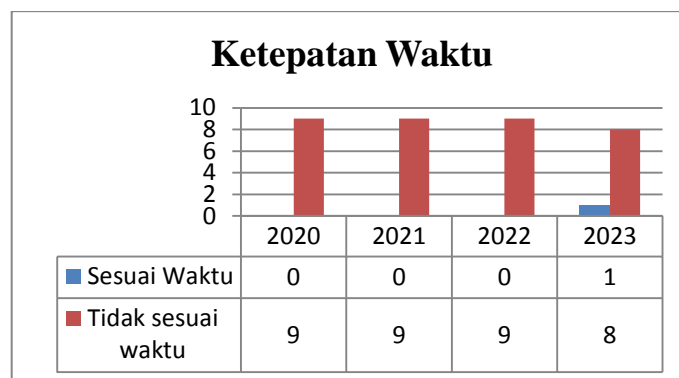 Ketepatan Waktu
10
8
6
4
2
0
2020 2021 2022 2023
Sesuai Waktu 0 0 0 1
Tidak sesuai
waktu 9 9 9 8